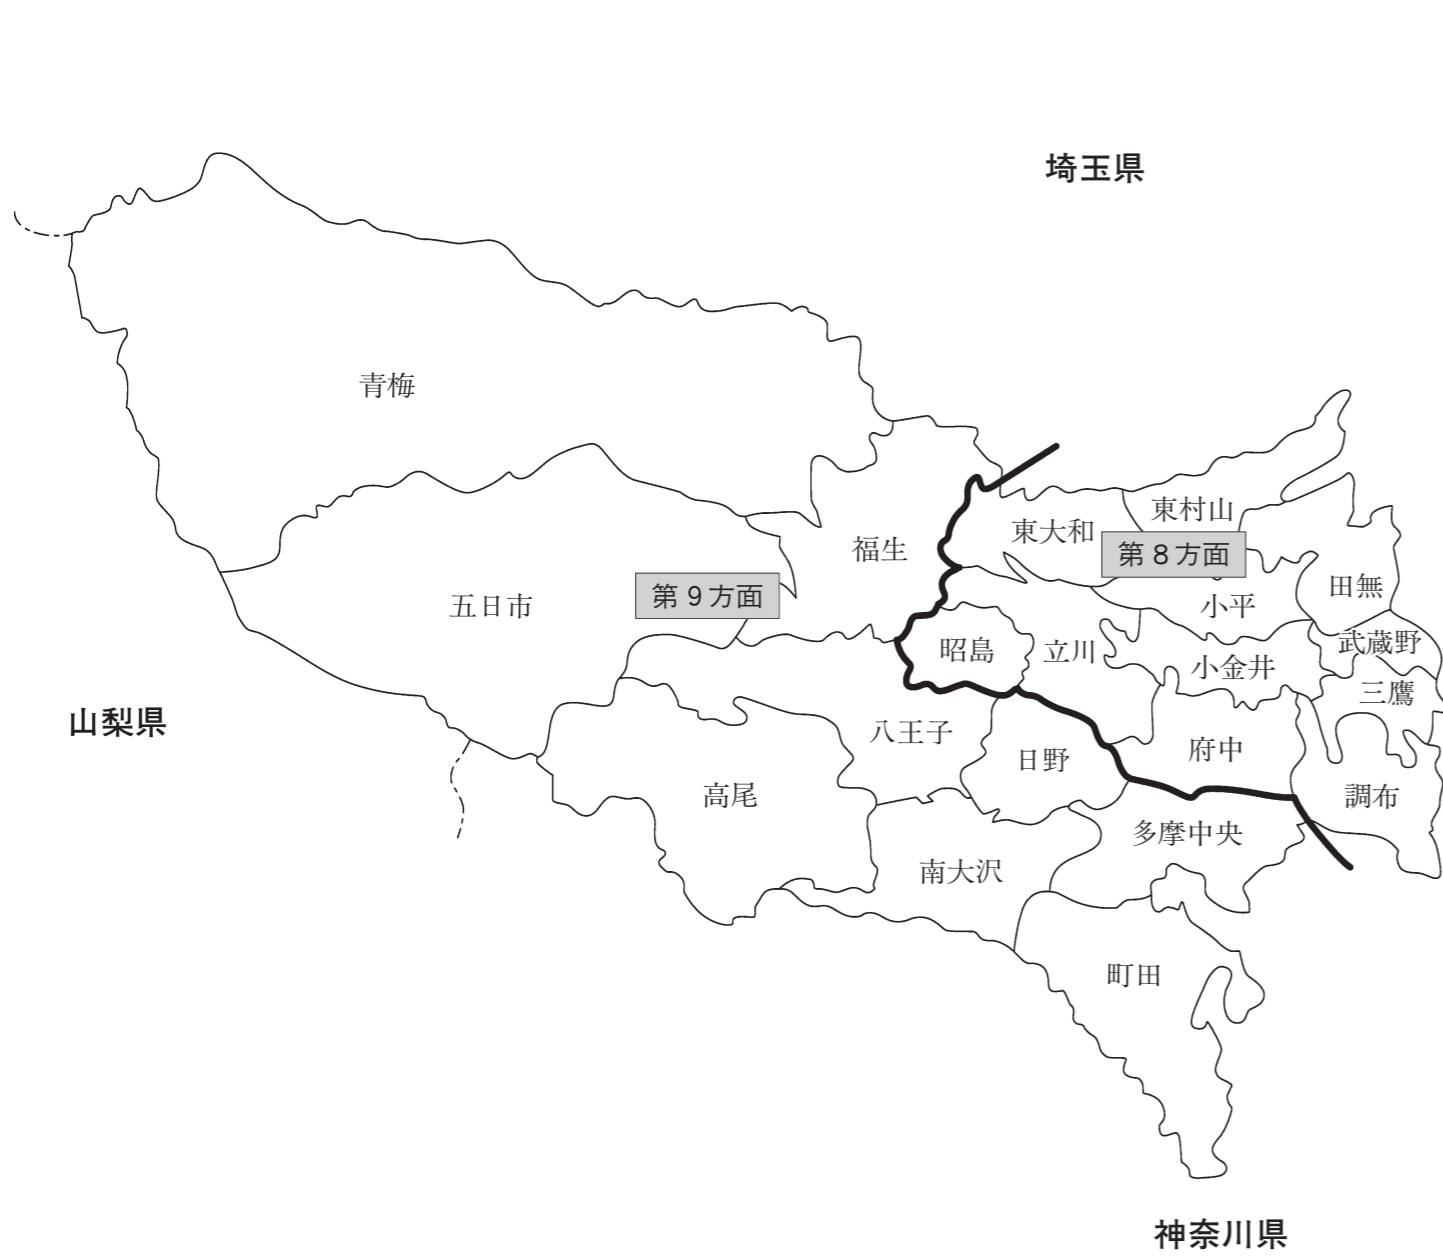 埼玉県
青梅
東村山
東大和
第8方面
福生
田無
第9方面
五日市
小平
武蔵野
昭島
立川
小金井
三鷹
山梨県
八王子
府中
日野
高尾
調布
多摩中央
南大沢
町田
神奈川県